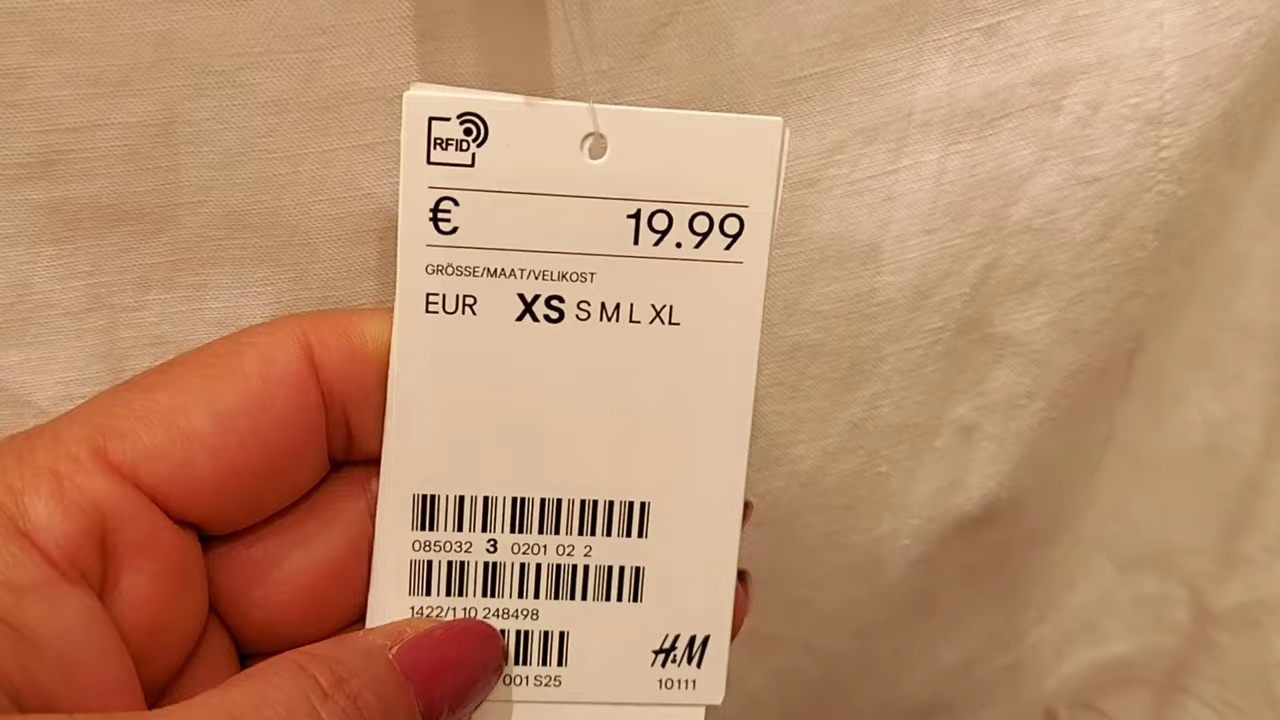 RFID
€ 19.99
GRÖSSE/MAAT/VELIKOST
EUR XS S M L XL
085032 3 0201 02 2
1422/1 10 248498
001 S25
H&M
10111